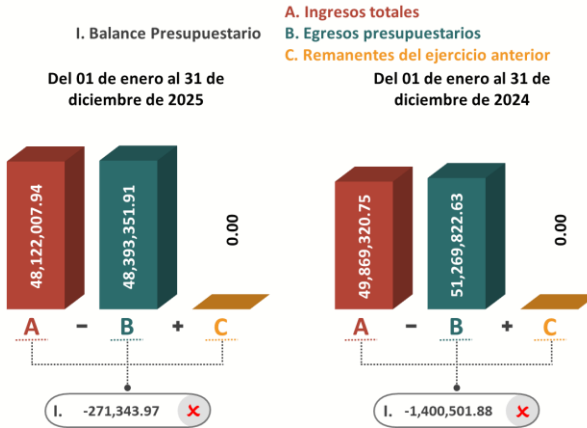 I. Balance Presupuestario
A. Ingresos totales
B. Egresos presupuestarios
C. Remanentes del ejercicio anterior
Del 01 de enero al 31 de
diciembre de 2025
48,122,007.94
48,393,351.91
0.00
A - B + C
I. -271,343.97 ✘
Del 01 de enero al 31 de
diciembre de 2024
49,869,320.75
51,269,822.63
0.00
A - B + C
I. -1,400,501.88 ✘